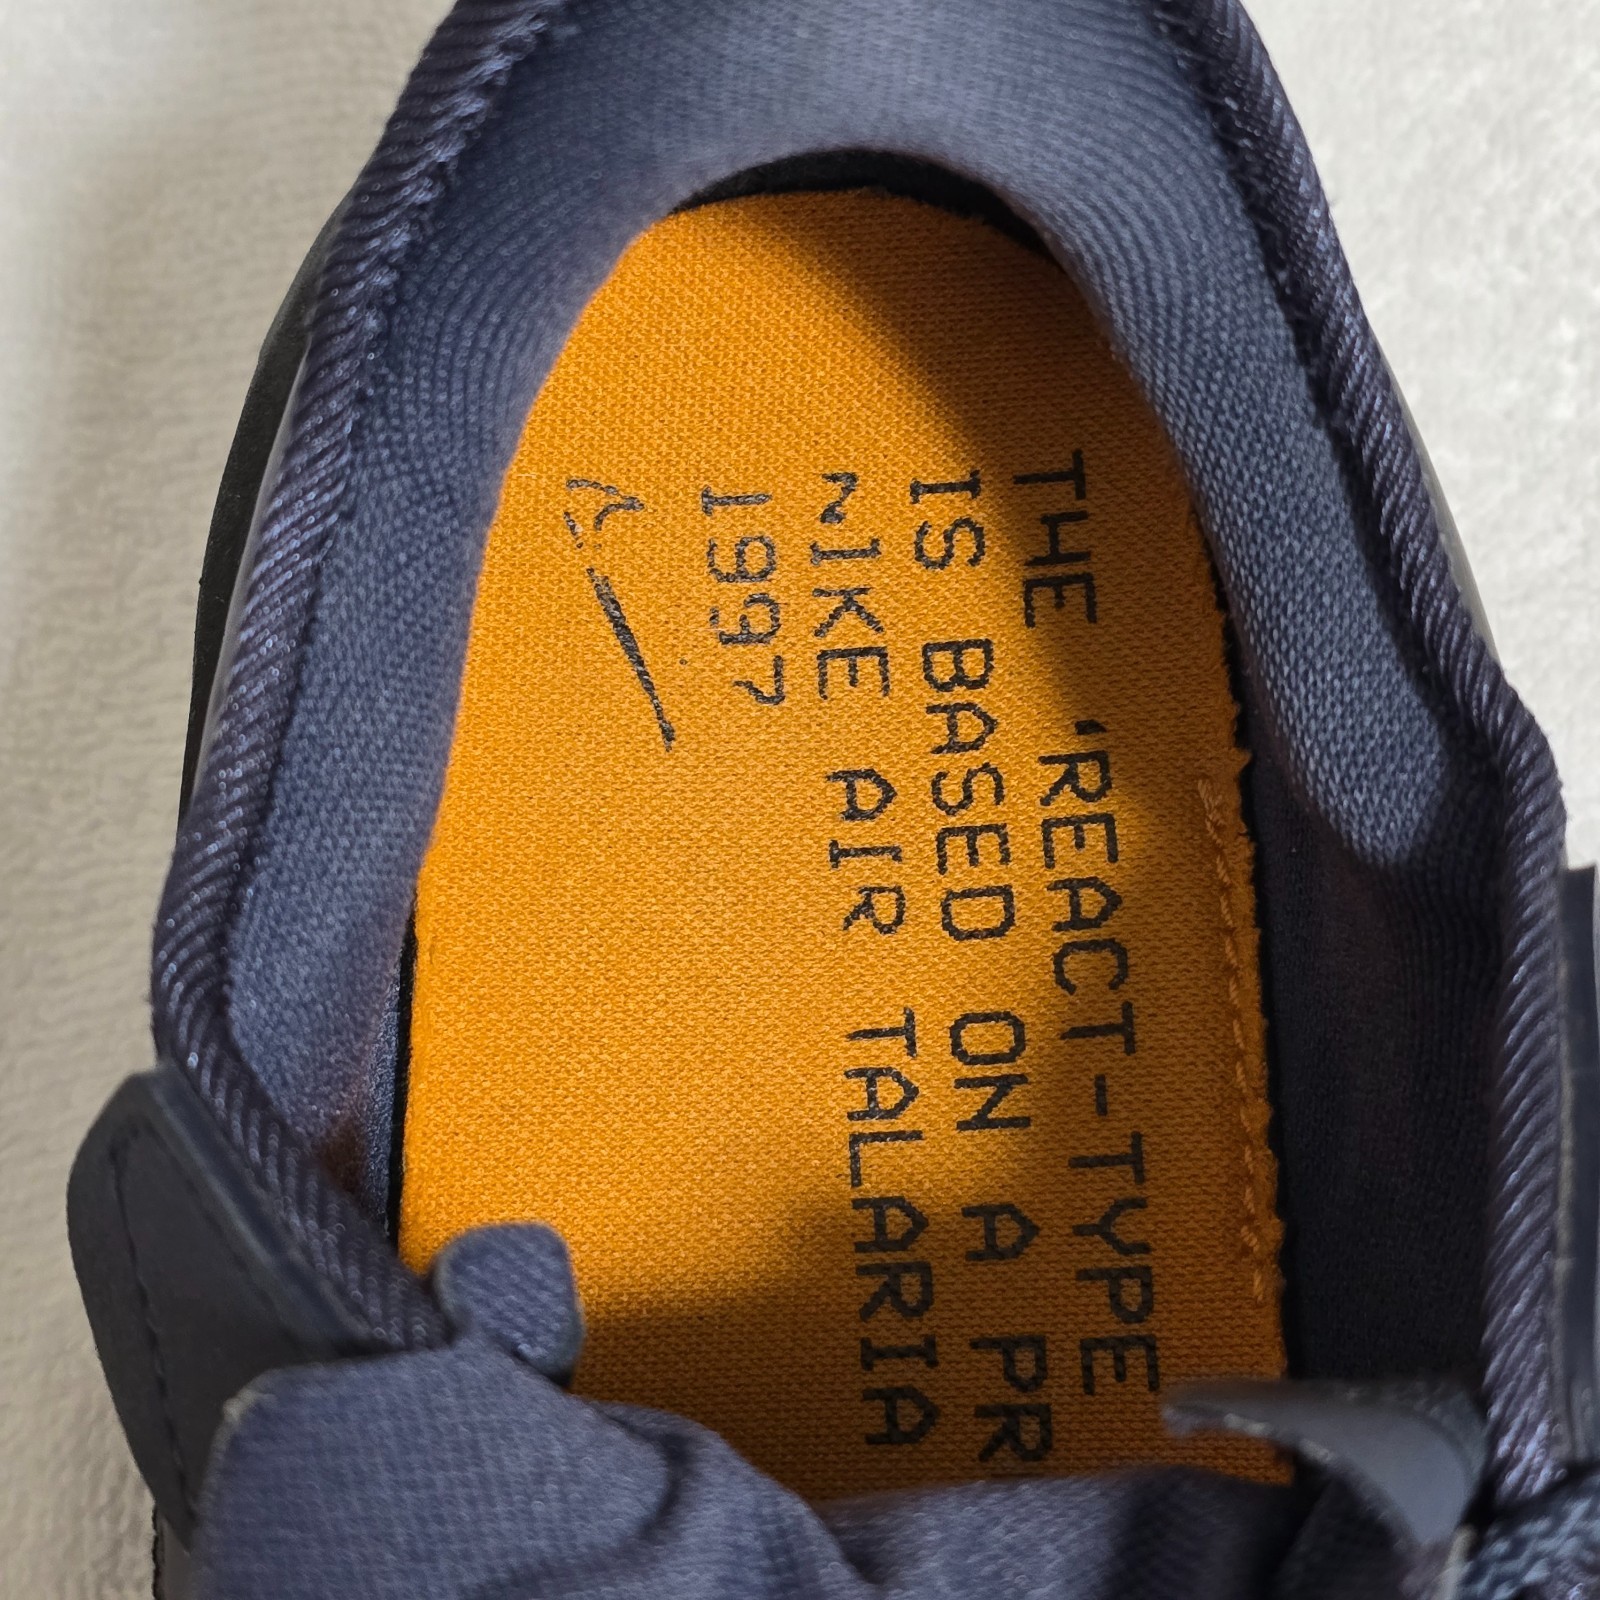 THE 'REACT-TYPE
IS BASED ON A PR
NIKE AIR TALARIA
1997